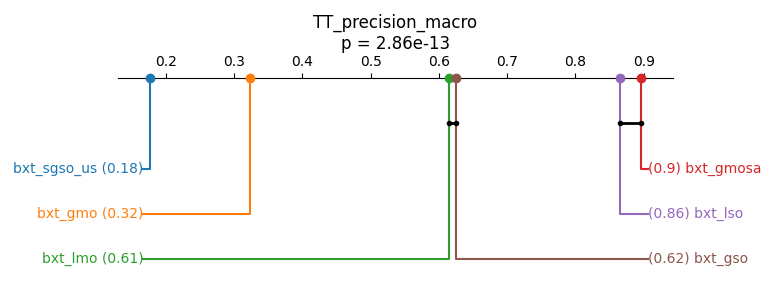 TT_precision_macro
p = 2.86e-13
0.2 0.3 0.4 0.5 0.6 0.7 0.8 0.9
bxt_sgso_us (0.18) (0.9) bxt_gmosa
bxt_gmo (0.32) (0.86) bxt_lso
bxt_lmo (0.61) (0.62) bxt_gso